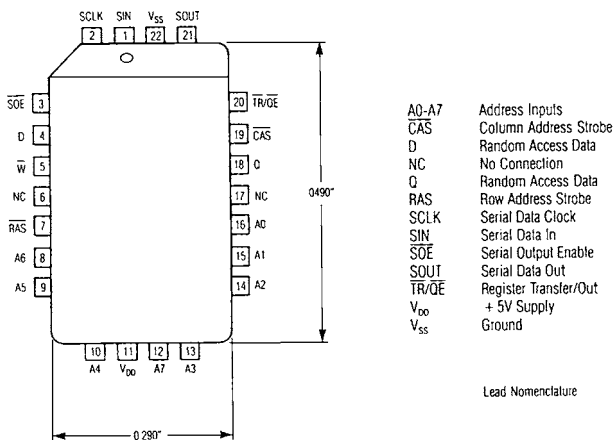 SCLK SIN VSS SOUT
2 1 22 21
SOE 3 20 TR/QE
D 4 19 CAS
W 5 18 Q
NC 6 17 NC
RAS 7 16 A0
A6 8 15 A1
A5 9 14 A2
10 11 12 13
A4 VDD A7 A3
0.490"
0.290"
A0-A7 Address Inputs
CAS Column Address Strobe
D Random Access Data
NC No Connection
Q Random Access Data
RAS Row Address Strobe
SCLK Serial Data Clock
SIN Serial Data In
SOE Serial Output Enable
SOUT Serial Data Out
TR/QE Register Transfer/Out
VDD + 5V Supply
VSS Ground
Lead Nomenclature